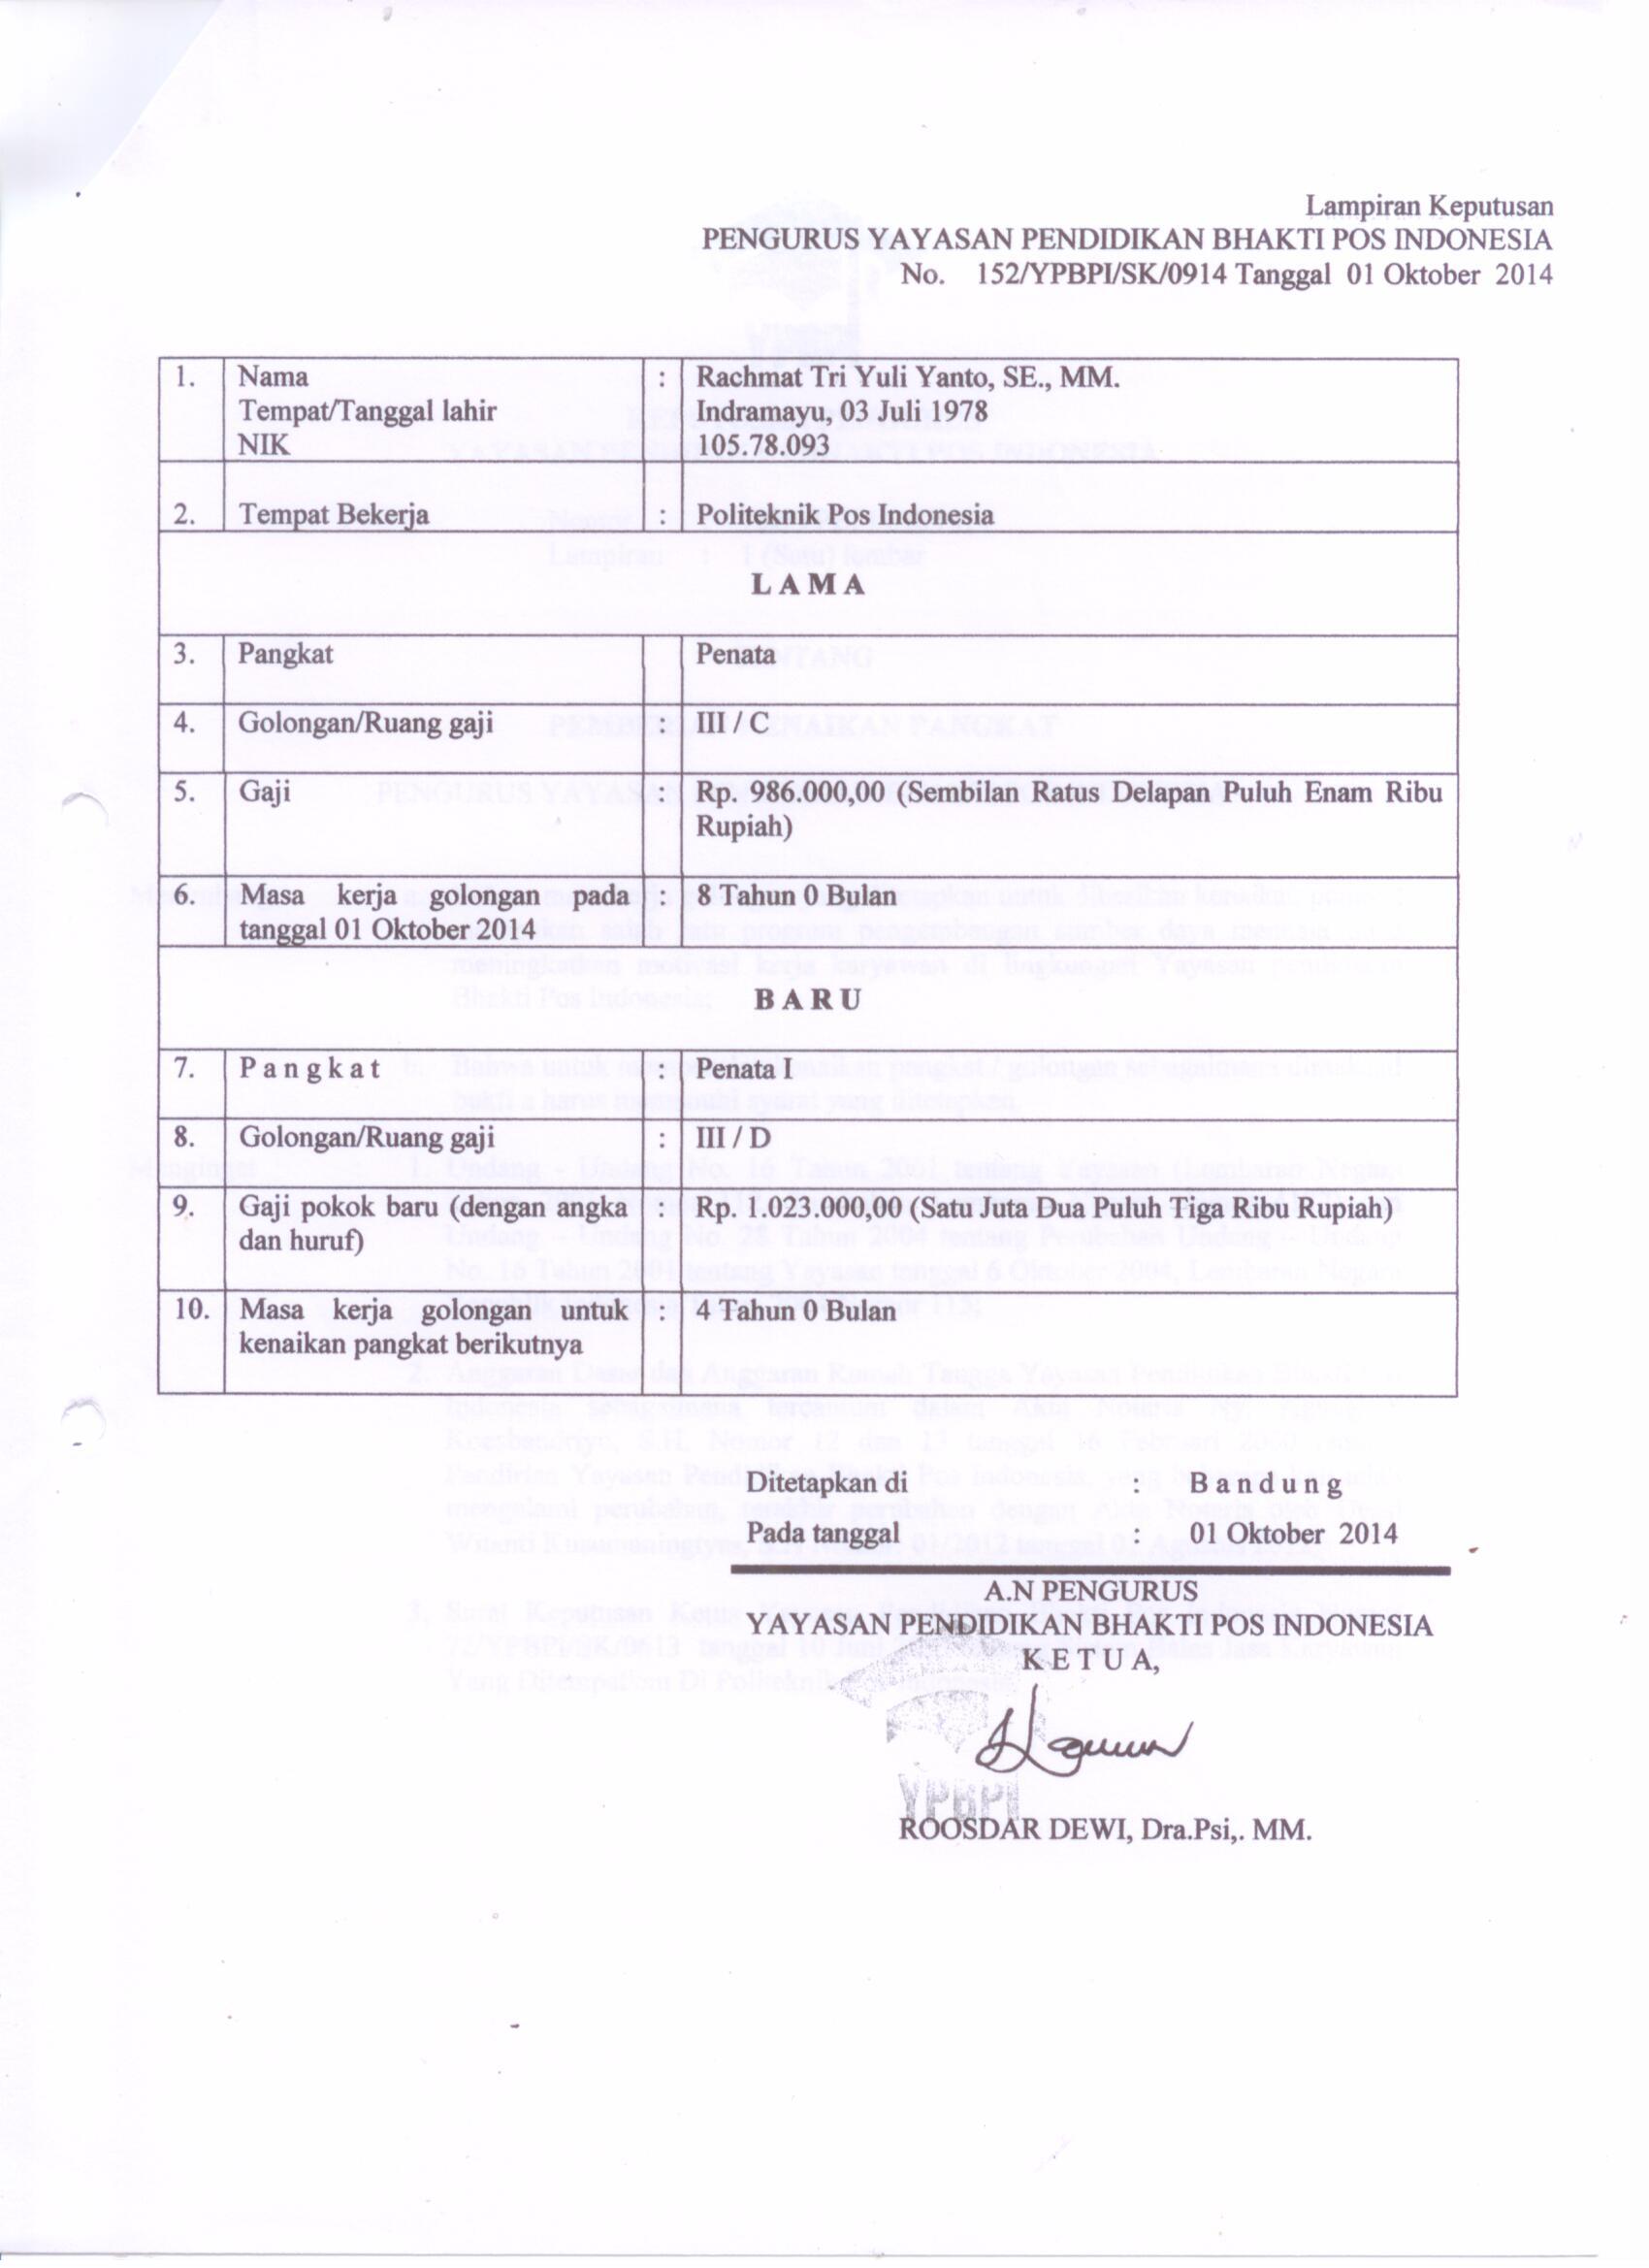 Lampiran Keputusan
PENGURUS YAYASAN PENDIDIKAN BHAKTI POS INDONESIA
No. 152/YPBPI/SK/0914 Tanggal 01 Oktober 2014
1. Nama : Rachmat Tri Yuli Yanto, SE., MM.
Tempat/Tanggal lahir Indramayu, 03 Juli 1978
NIK 105.78.093
2. Tempat Bekerja : Politeknik Pos Indonesia
L A M A
3. Pangkat : Penata
4. Golongan/Ruang gaji : III / C
5. Gaji : Rp. 986.000,00 (Sembilan Ratus Delapan Puluh Enam Ribu
Rupiah)
6. Masa kerja golongan pada : 8 Tahun 0 Bulan
tanggal 01 Oktober 2014
B A R U
7. P a n g k a t : Penata I
8. Golongan/Ruang gaji : III / D
9. Gaji pokok baru (dengan angka : Rp. 1.023.000,00 (Satu Juta Dua Puluh Tiga Ribu Rupiah)
dan huruf)
10. Masa kerja golongan untuk : 4 Tahun 0 Bulan
kenaikan pangkat berikutnya
Ditetapkan di : B a n d u n g
Pada tanggal : 01 Oktober 2014
A.N PENGURUS
YAYASAN PENDIDIKAN BHAKTI POS INDONESIA
K E T U A,
YPBPI
ROOSDAR DEWI, Dra.Psi,. MM.